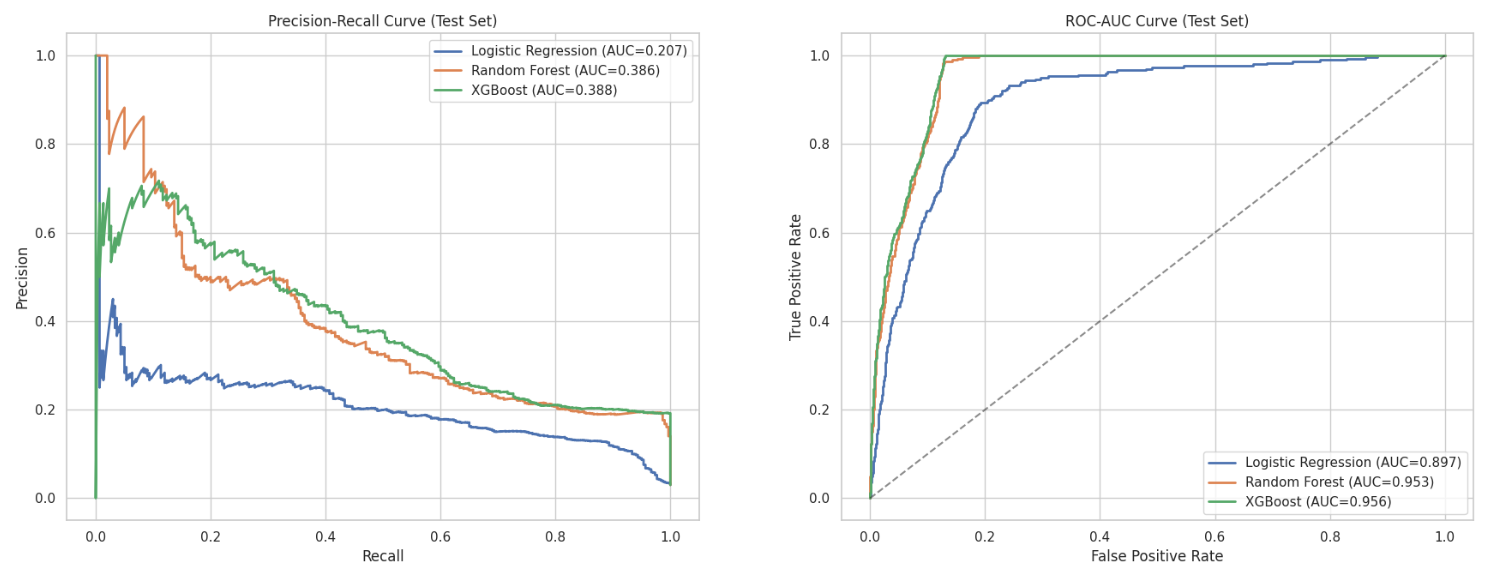 Precision-Recall Curve (Test Set)
Logistic Regression (AUC=0.207)
Random Forest (AUC=0.386)
XGBoost (AUC=0.388)
Precision
1.0
0.8
0.6
0.4
0.2
0.0
0.0 0.2 0.4 0.6 0.8 1.0
Recall
ROC-AUC Curve (Test Set)
True Positive Rate
1.0
0.8
0.6
0.4
0.2
0.0
Logistic Regression (AUC=0.897)
Random Forest (AUC=0.953)
XGBoost (AUC=0.956)
0.0 0.2 0.4 0.6 0.8 1.0
False Positive Rate